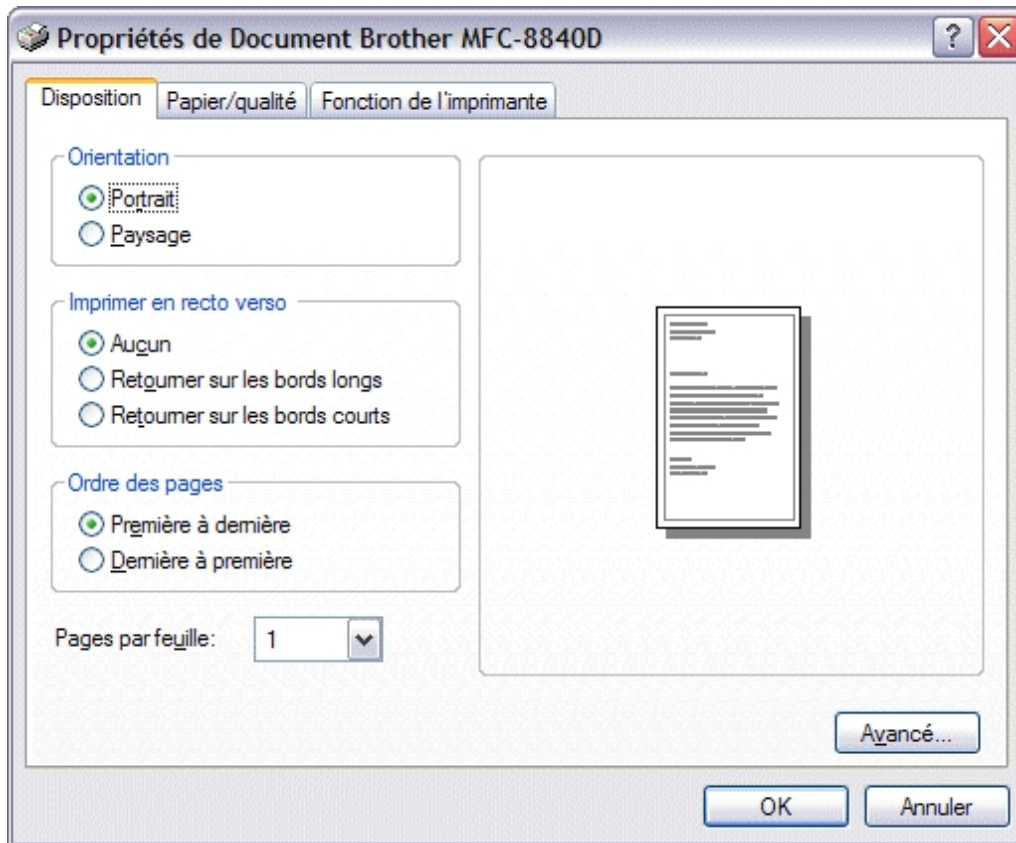 Propriétés de Document Brother MFC-8840D
Disposition
Papier/qualité
Fonction de l'imprimante
Orientation
Portrait
Paysage
Imprimer en recto verso
Aucun
Retourner sur les bords longs
Retourner sur les bords courts
Ordre des pages
Première à dernière
Dernière à première
Pages par feuille: 1
Avancé...
OK
Annuler